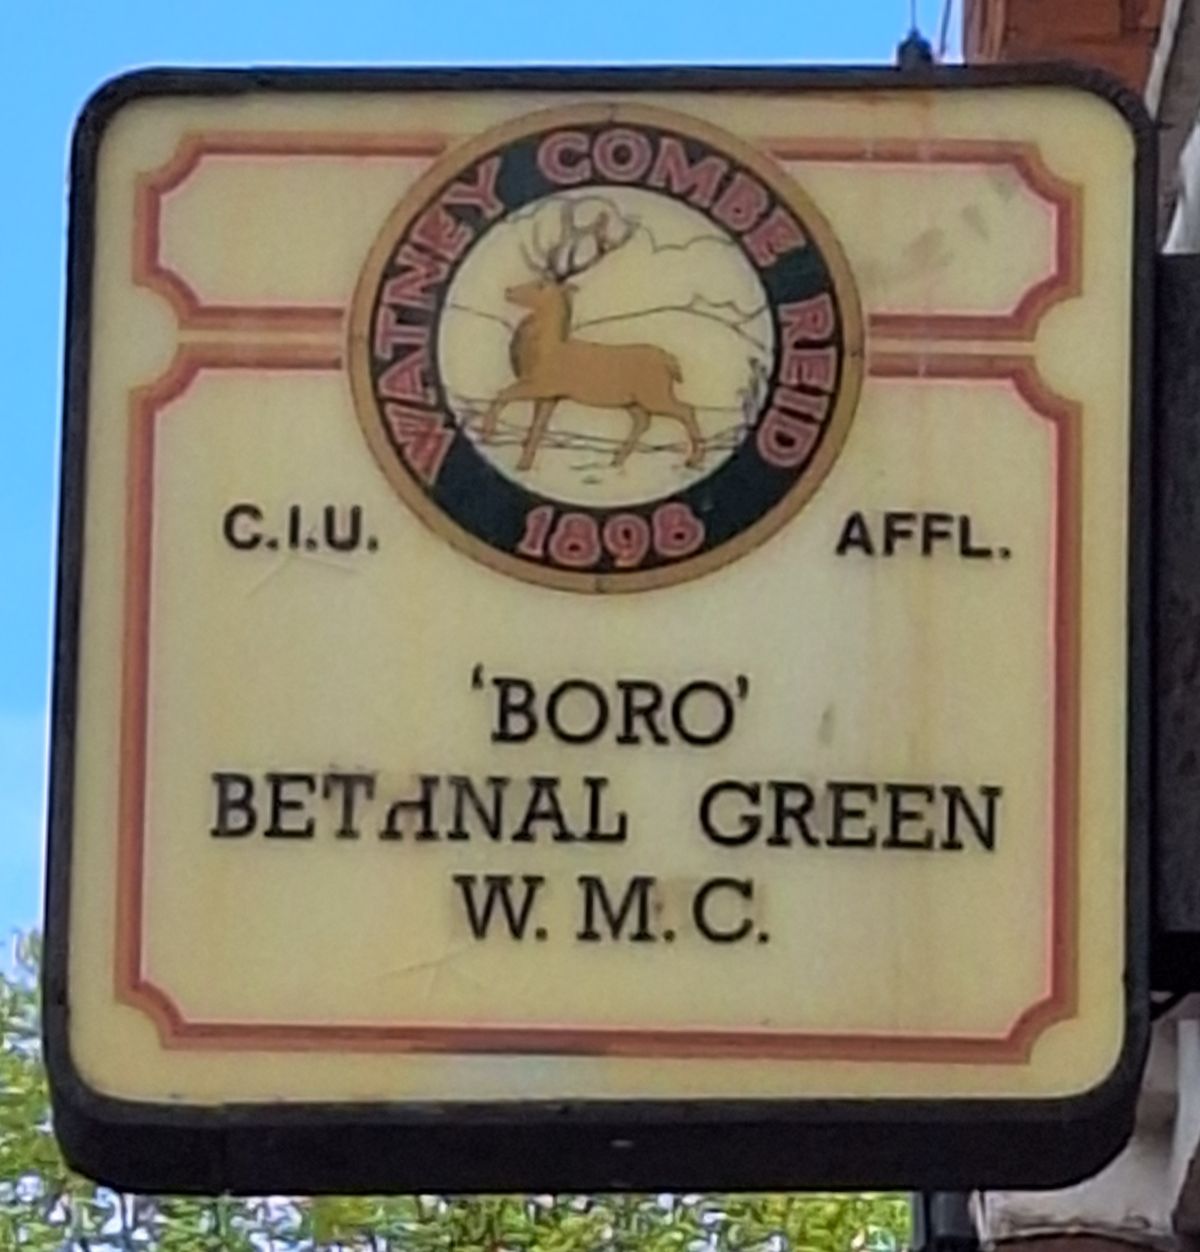 WATNEY COMBE REID
1898
C.I.U. AFFL.
'BORO'
BETHNAL GREEN
W. M. C.